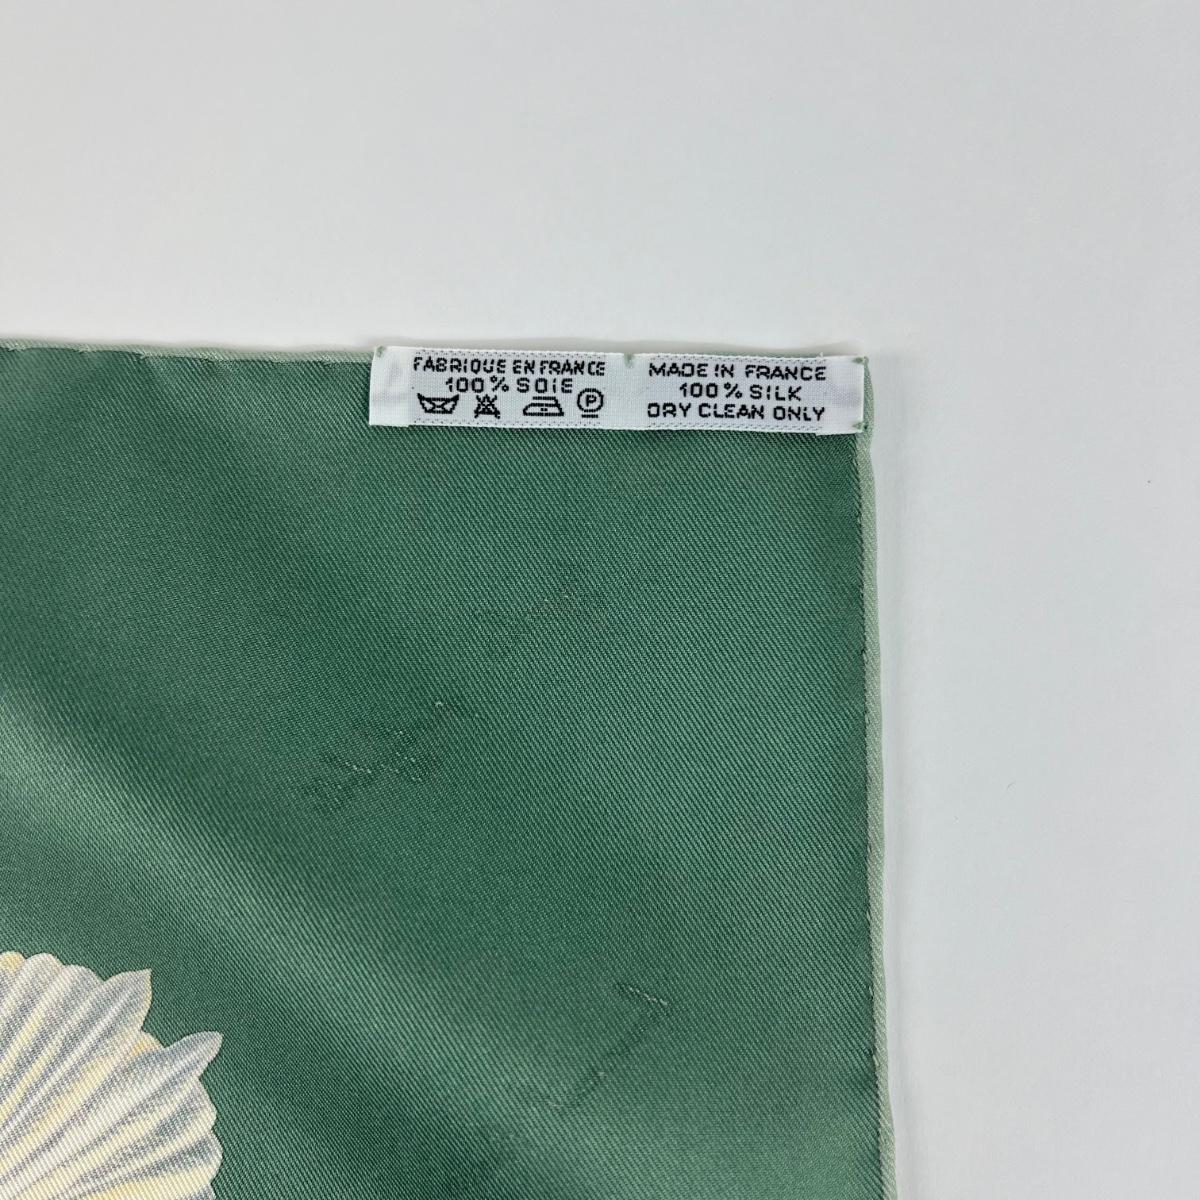 FABRIQUE EN FRANCE
100% SOIE
P
MADE IN FRANCE
100% SILK
DRY CLEAN ONLY